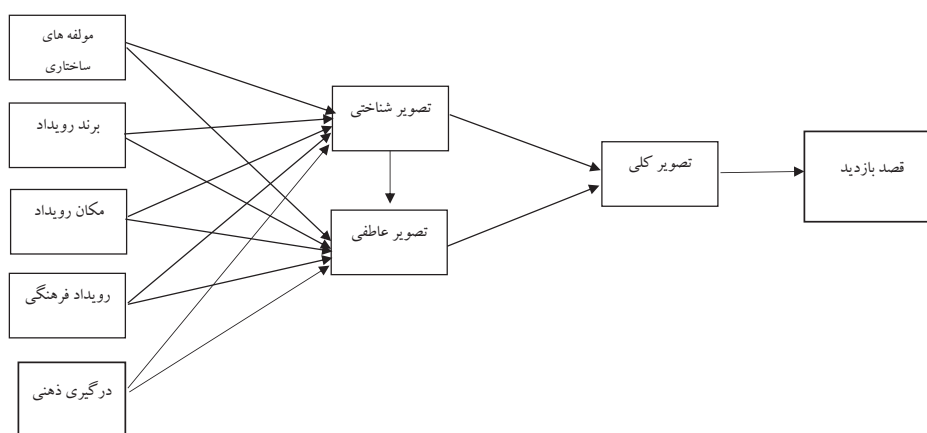 مولفه های
ساختاری
برند رویداد
مکان رویداد
رویداد فرهنگی
درگیری ذهنی
تصویر شناختی
تصویر عاطفی
تصویر کلی
قصد بازدید